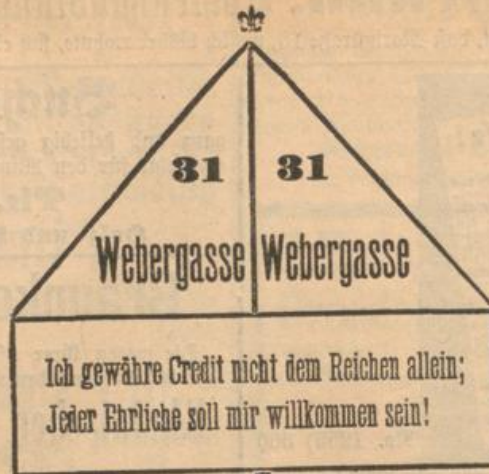 31 31
Webergasse Webergasse
Ich gewähre Credit nicht dem Reichen allein;
Jeder Ehrliche soll mir willkommen sein!